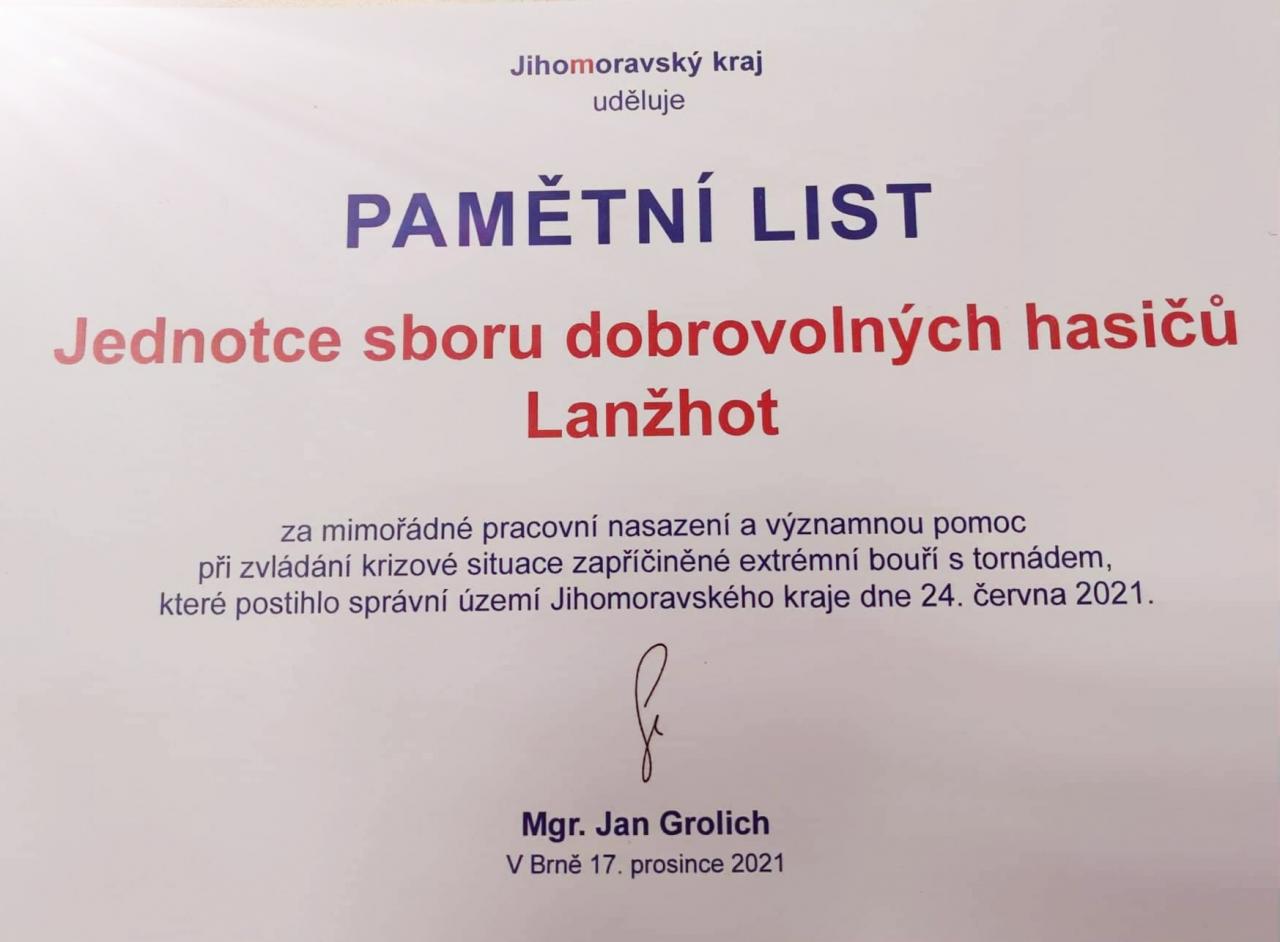 Jihomoravský kraj
uděluje
PAMĚTNÍ LIST
Jednotce sboru dobrovolných hasičů
Lanžhot
za mimořádné pracovní nasazení a významnou pomoc
při zvládání krizové situace zapříčiněné extrémní bouří s tornádem,
které postihlo správní území Jihomoravského kraje dne 24. června 2021.
Mgr. Jan Grolich
V Brně 17. prosince 2021